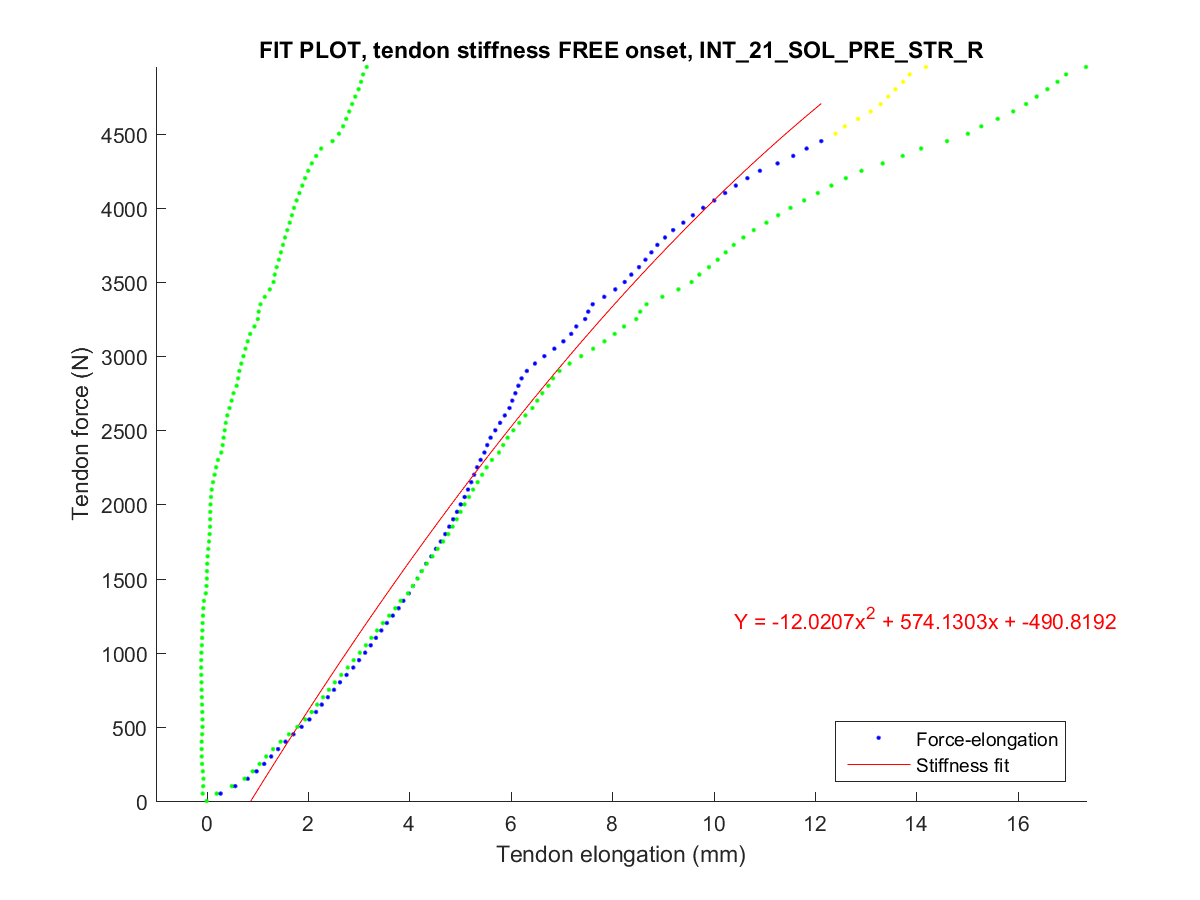 FIT PLOT, tendon stiffness FREE onset, INT_21_SOL_PRE_STR_R
4500
4000
3500
3000
2500
2000
1500
1000
500
0
Tendon force (N)
Y = -12.0207x² + 574.1303x + -490.8192
Force-elongation
Stiffness fit
0 2 4 6 8 10 12 14 16
Tendon elongation (mm)